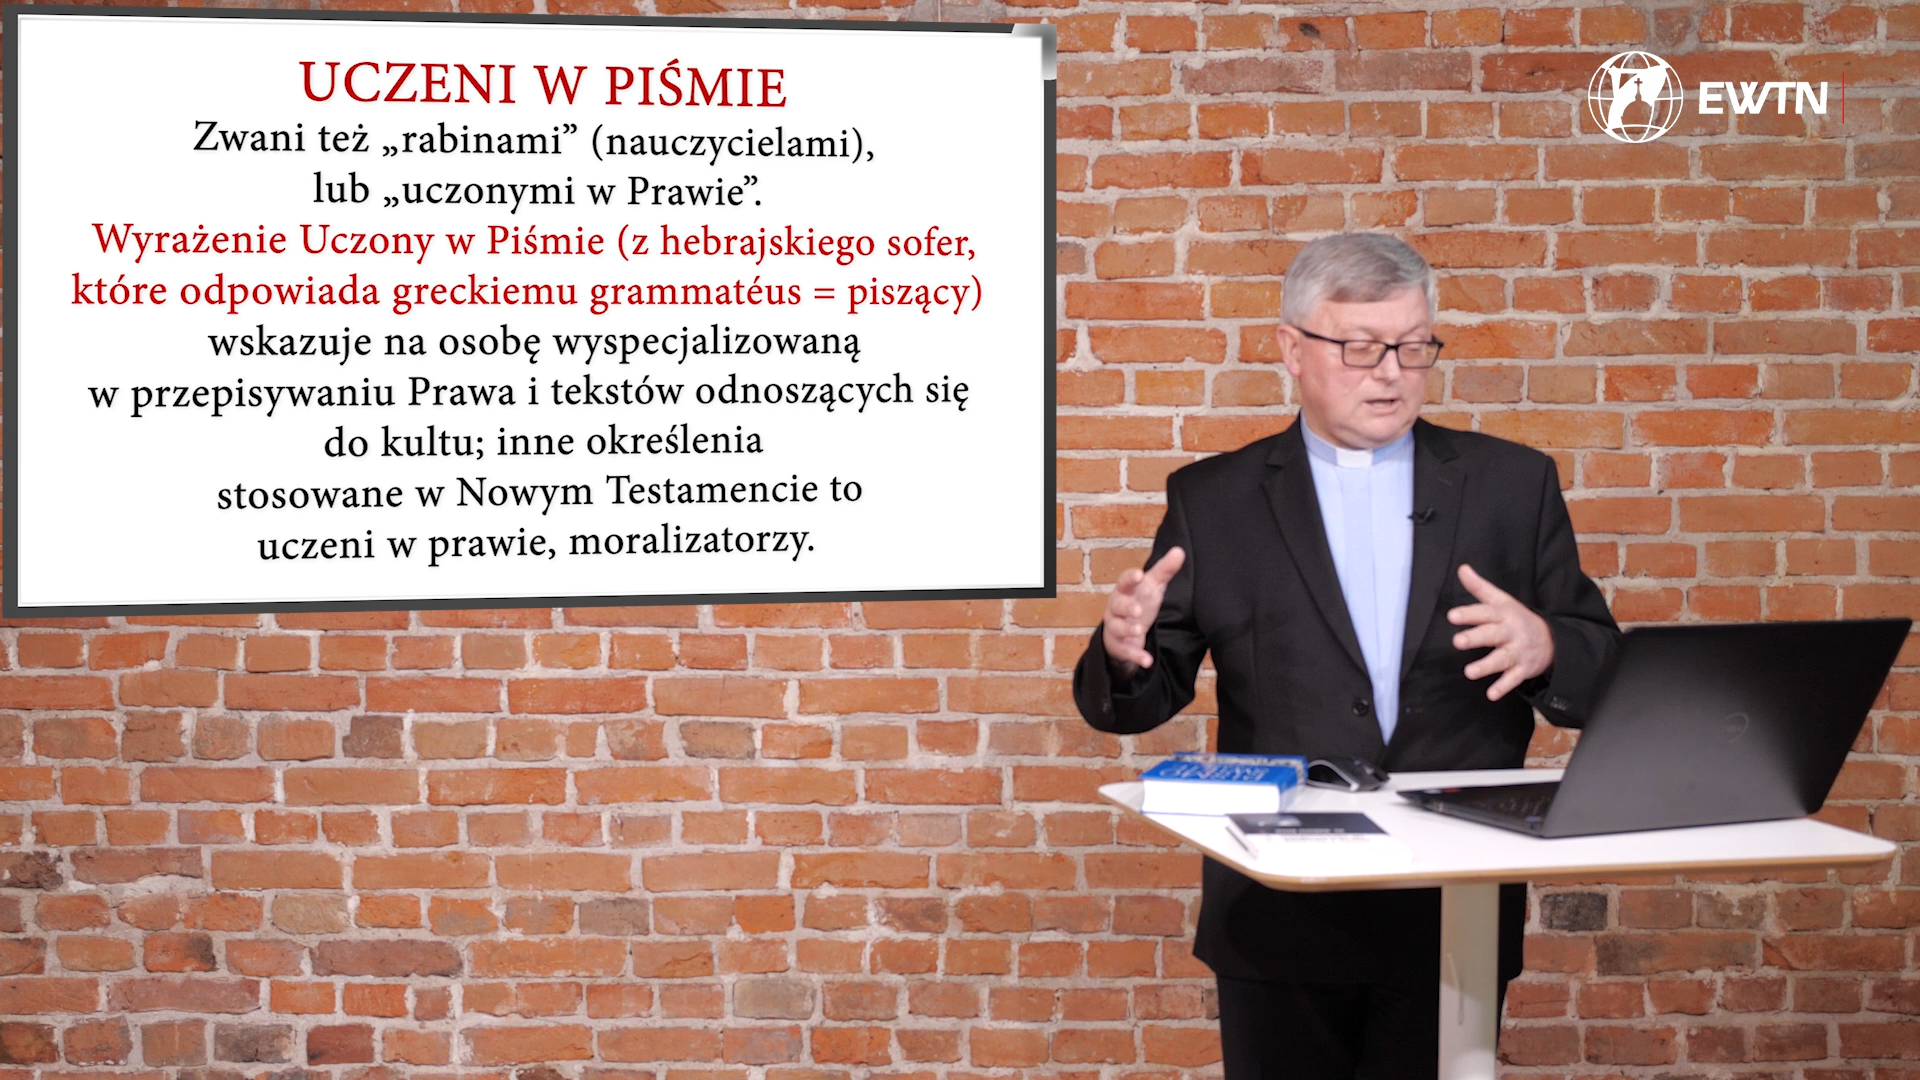 UCZENI W PIŚMIE
Zwani też „rabinami” (nauczycielami),
lub „uczonymi w Prawie”.
Wyrażenie Uczony w Piśmie (z hebrajskiego sofer,
które odpowiada greckiemu grammatéus = piszący)
wskazuje na osobę wyspecjalizowaną
w przepisywaniu Prawa i tekstów odnoszących się
do kultu; inne określenia
stosowane w Nowym Testamencie to
uczeni w prawie, moralizatorzy.
EWTN